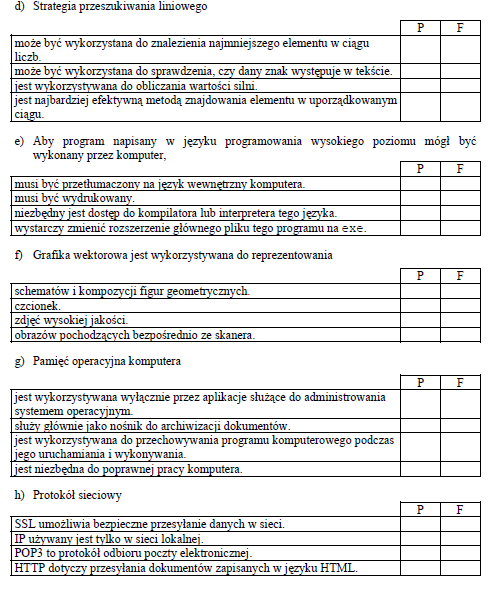 d) Strategia przeszukiwania liniowego
P F
może być wykorzystana do znalezienia najmniejszego elementu w ciągu
liczb.
może być wykorzystana do sprawdzenia, czy dany znak występuje w tekście.
jest wykorzystywana do obliczania wartości silni.
jest najbardziej efektywną metodą znajdowania elementu w uporządkowanym
ciągu.
e) Aby program napisany w języku programowania wysokiego poziomu mógł być
wykonany przez komputer,
P F
musi być przetłumaczony na język wewnętrzny komputera.
musi być wydrukowany.
niezbędny jest dostęp do kompilatora lub interpretera tego języka.
wystarczy zmienić rozszerzenie głównego pliku tego programu na exe.
f) Grafika wektorowa jest wykorzystywana do reprezentowania
P F
schematów i kompozycji figur geometrycznych.
czcionek.
zdjęć wysokiej jakości.
obrazów pochodzących bezpośrednio ze skanera.
g) Pamięć operacyjna komputera
P F
jest wykorzystywana wyłącznie przez aplikacje służące do administrowania
systemem operacyjnym.
służy głównie jako nośnik do archiwizacji dokumentów.
jest wykorzystywana do przechowywania programu komputerowego podczas
jego uruchamiania i wykonywania.
jest niezbędna do poprawnej pracy komputera.
h) Protokół sieciowy
P F
SSL umożliwia bezpieczne przesyłanie danych w sieci.
IP używany jest tylko w sieci lokalnej.
POP3 to protokół odbioru poczty elektronicznej.
HTTP dotyczy przesyłania dokumentów zapisanych w języku HTML.